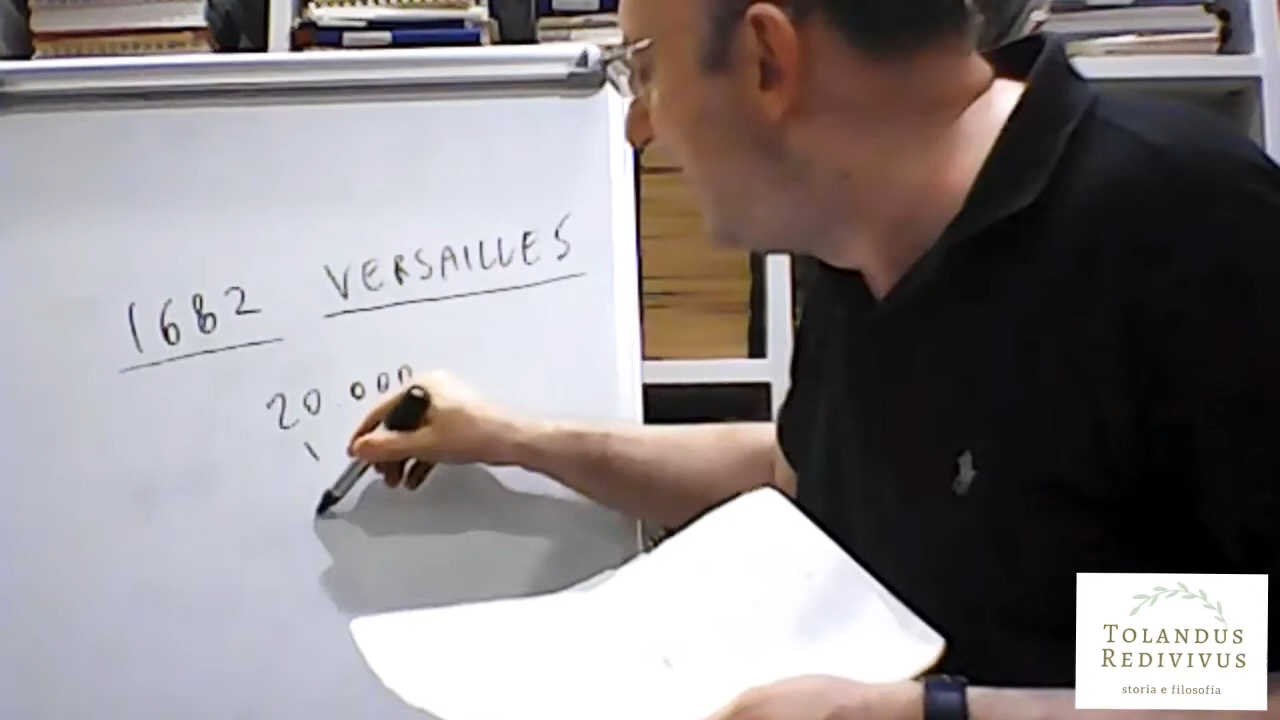 1682 VERSAILLES
20.000
TOLANDUS
REDIVIVUS
storia e filosofia